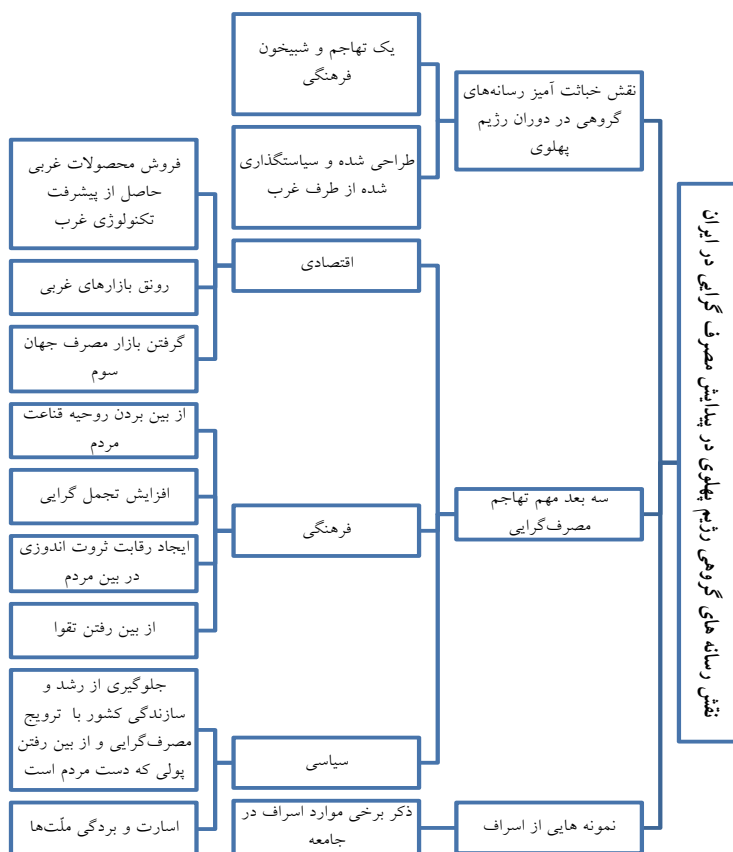 نقش رسانه های گروهی رژیم پهلوی در پیدایش مصرف گرایی در ایران
نقش خباثت آمیز رسانه‌های
گروهی در دوران رژیم
پهلوی
یک تهاجم و شبیخون
فرهنگی
طراحی شده و سیاستگذاری
شده از طرف غرب
سه بعد مهم تهاجم
مصرف‌گرایی
اقتصادی
فروش محصولات غربی
حاصل از پیشرفت
تکنولوژی غرب
رونق بازارهای غربی
گرفتن بازار مصرف جهان
سوم
فرهنگی
از بین بردن روحیه قناعت
مردم
افزایش تجمل گرایی
ایجاد رقابت ثروت اندوزی
در بین مردم
از بین رفتن تقوا
سیاسی
جلوگیری از رشد و
سازندگی کشور با ترویج
مصرف‌گرایی و از بین رفتن
پولی که دست مردم است
اسارت و بردگی ملّت‌ها
نمونه هایی از اسراف
ذکر برخی موارد اسراف در
جامعه